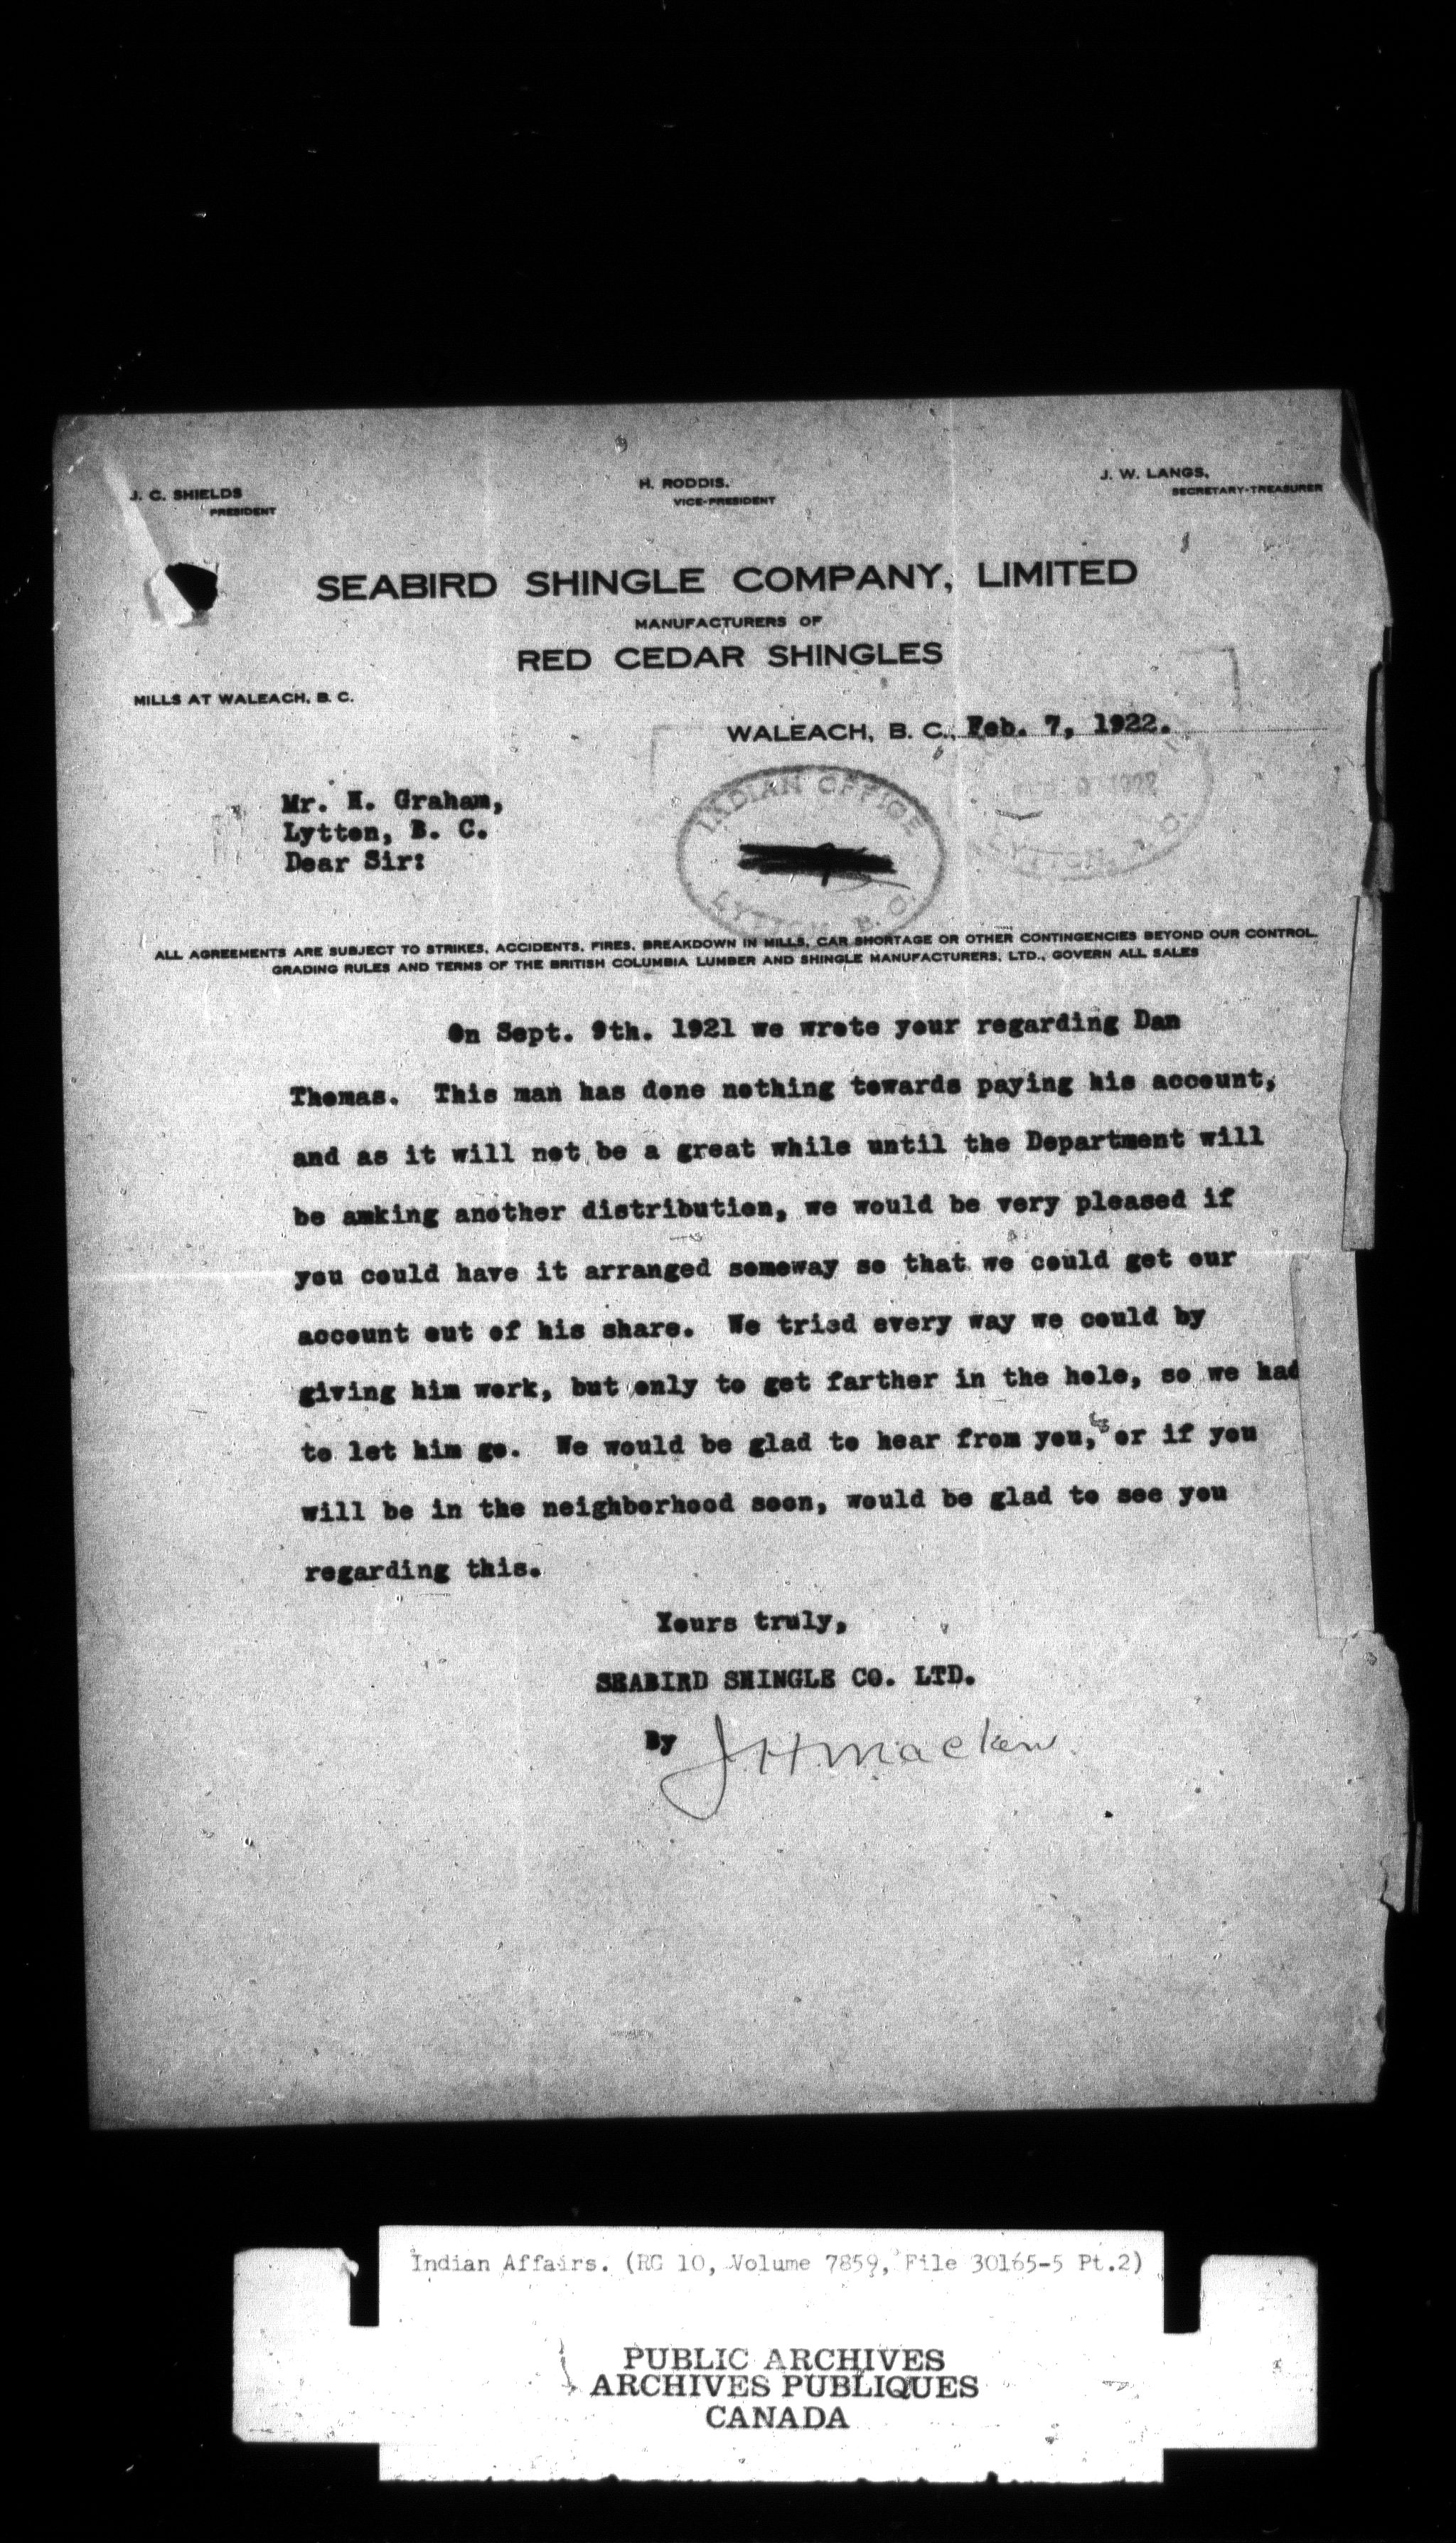 J. C. SHIELDS
PRESIDENT
H. RODDIS,
VICE-PRESIDENT
J. W. LANGS,
SECRETARY-TREASURER
SEABIRD SHINGLE COMPANY, LIMITED
MANUFACTURERS OF
RED CEDAR SHINGLES
MILLS AT WALEACH, B. C.
WALEACH, B. C., Feb. 7, 1922.
INDIAN OFFICE
LYTTON B. C.
1922
LYTTON B. C.
Mr. H. Graham,
Lytton, B. C.
Dear Sir:
ALL AGREEMENTS ARE SUBJECT TO STRIKES, ACCIDENTS, FIRES, BREAKDOWN IN MILLS, CAR SHORTAGE OR OTHER CONTINGENCIES BEYOND OUR CONTROL.
GRADING RULES AND TERMS OF THE BRITISH COLUMBIA LUMBER AND SHINGLE MANUFACTURERS, LTD., GOVERN ALL SALES
On Sept. 9th. 1921 we wrote your regarding Dan
Thomas. This man has done nothing towards paying his account,
and as it will not be a great while until the Department will
be amking another distribution, we would be very pleased if
you could have it arranged someway so that we could get our
account out of his share. We tried every way we could by
giving him work, but only to get farther in the hole, so we had
to let him go. We would be glad to hear from you, or if you
will be in the neighborhood soon, would be glad to see you
regarding this.
Yours truly,
SEABIRD SHINGLE CO. LTD.
By J. H.
Indian Affairs. (RG 10, Volume 7859, File 30165-5 Pt.2)
PUBLIC ARCHIVES
ARCHIVES PUBLIQUES
CANADA